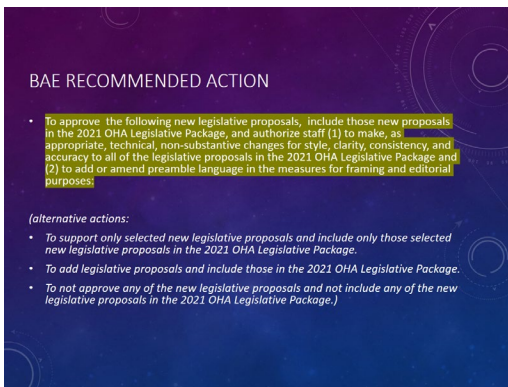 BAE RECOMMENDED ACTION
• To approve the following new legislative proposals, include those new proposals
in the 2021 OHA Legislative Package, and authorize staff (1) to make, as
appropriate, technical, non-substantive changes for style, clarity, consistency, and
accuracy to all of the legislative proposals in the 2021 OHA Legislative Package and
(2) to add or amend preamble language in the measures for framing and editorial
purposes:
(alternative actions:
• To support only selected new legislative proposals and include only those selected
new legislative proposals in the 2021 OHA Legislative Package.
• To add legislative proposals and include those in the 2021 OHA Legislative Package.
• To not approve any of the new legislative proposals and not include any of the new
legislative proposals in the 2021 OHA Legislative Package.)